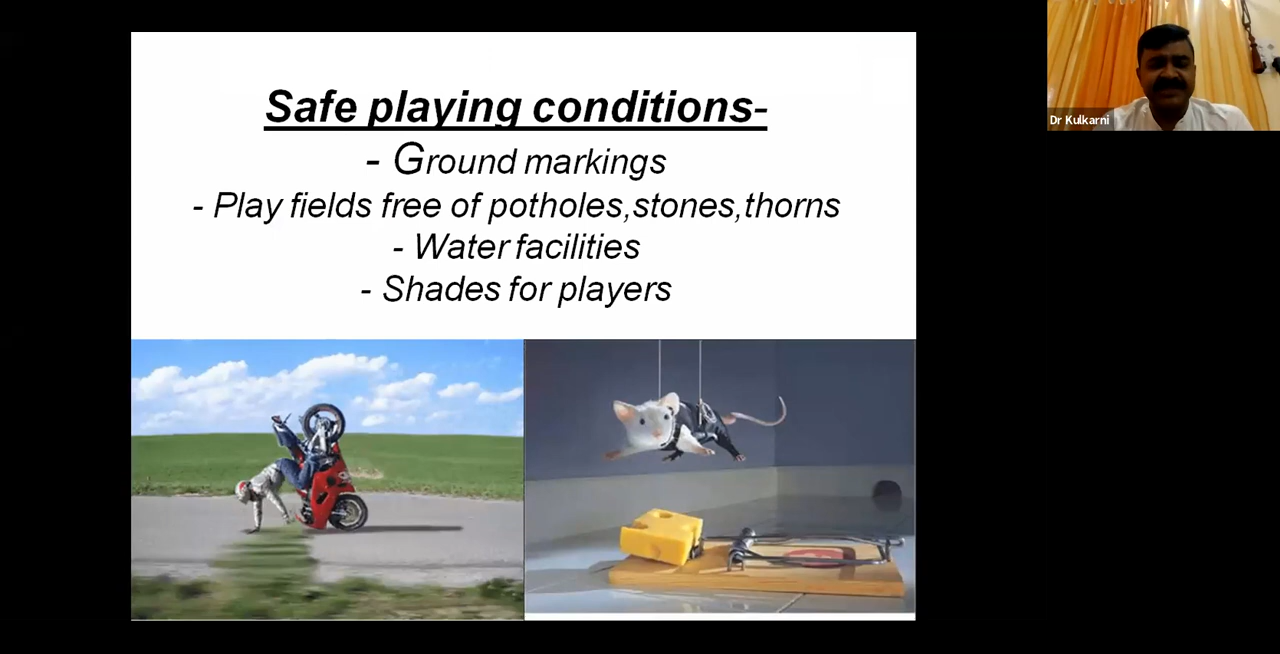 Safe playing conditions-
- Ground markings
- Play fields free of potholes,stones,thorns
- Water facilities
- Shades for players
Dr Kulkarni